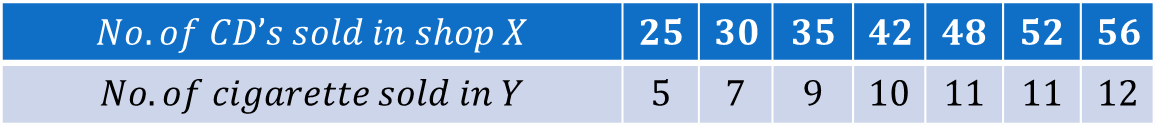 No. of CD's sold in shop X 25 30 35 42 48 52 56
No. of cigarette sold in Y 5 7 9 10 11 11 12